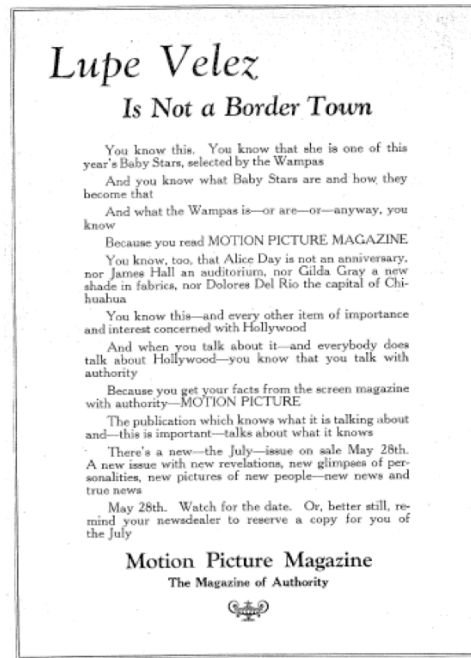 Lupe Velez
Is Not a Border Town
You know this. You know that she is one of this
year's Baby Stars, selected by the Wampas
And you know what Baby Stars are and how they
become that
And what the Wampas is—or are—or—anyway, you
know
Because you read MOTION PICTURE MAGAZINE
You know, too, that Alice Day is not an anniversary,
nor James Hall an auditorium, nor Gilda Gray a new
shade in fabrics, nor Dolores Del Rio the capital of Chi-
huahua
You know this—and every other item of importance
and interest concerned with Hollywood
And when you talk about it—and everybody does
talk about Hollywood—you know that you talk with
authority
Because you get your facts from the screen magazine
with authority—MOTION PICTURE
The publication which knows what it is talking about
and—this is important—talks about what it knows
There's a new—the July—issue on sale May 28th.
A new issue with new revelations, new glimpses of per-
sonalities, new pictures of new people—new news and
true news
May 28th. Watch for the date. Or, better still, re-
mind your newsdealer to reserve a copy for you of
the July
Motion Picture Magazine
The Magazine of Authority